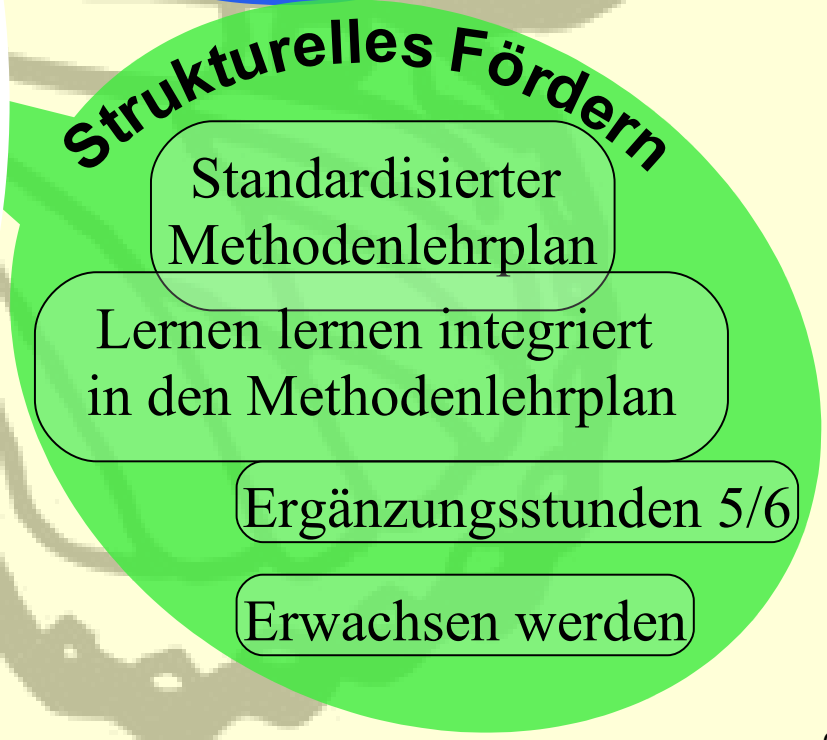 Strukturelles Fördern
Standardisierter
Methodenlehrplan
Lernen lernen integriert
in den Methodenlehrplan
Ergänzungsstunden 5/6
Erwachsen werden